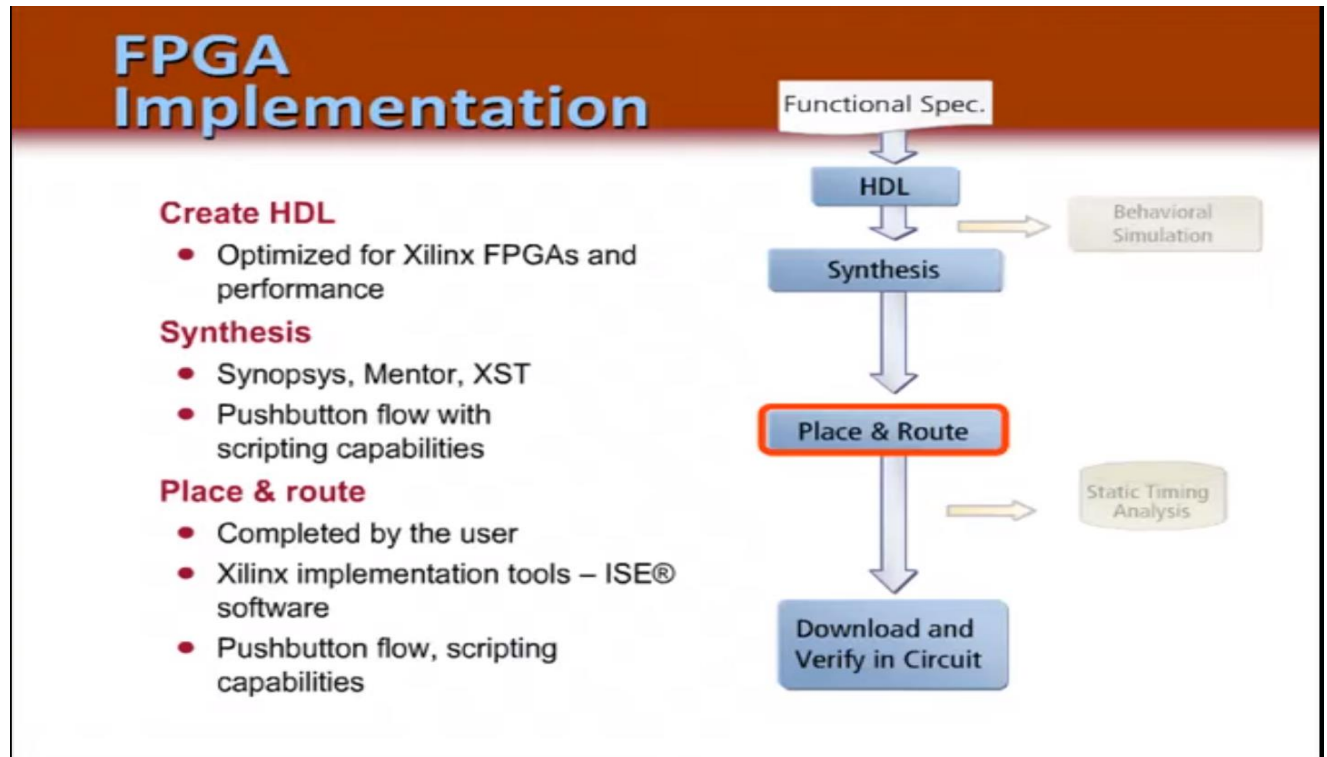 FPGA
Implementation
Create HDL
• Optimized for Xilinx FPGAs and
performance
Synthesis
• Synopsys, Mentor, XST
• Pushbutton flow with
scripting capabilities
Place & route
• Completed by the user
• Xilinx implementation tools – ISE®
software
• Pushbutton flow, scripting
capabilities
Functional Spec.
HDL
Behavioral
Simulation
Synthesis
Place & Route
Static Timing
Analysis
Download and
Verify in Circuit